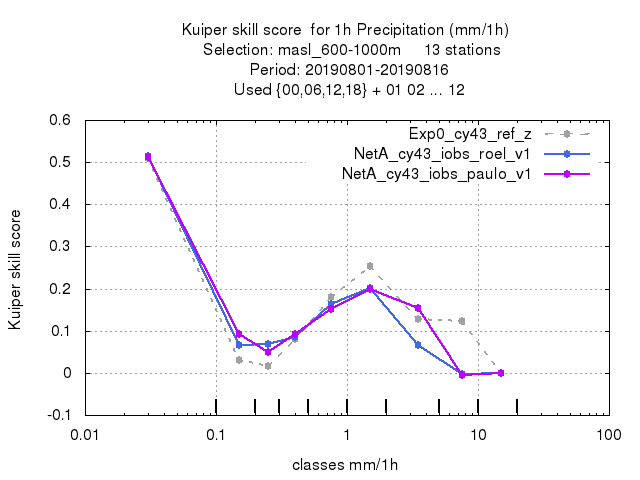 Kuiper skill score  for 1h Precipitation (mm/1h)
Selection: masl_600-1000m     13 stations
Period: 20190801-20190816
Used {00,06,12,18} + 01 02 ... 12
Exp0_cy43_ref_z
NetA_cy43_iobs_roel_v1
NetA_cy43_iobs_paulo_v1
Kuiper skill score
0.6
0.5
0.4
0.3
0.2
0.1
0
-0.1
0.01 0.1 1 10 100
classes mm/1h